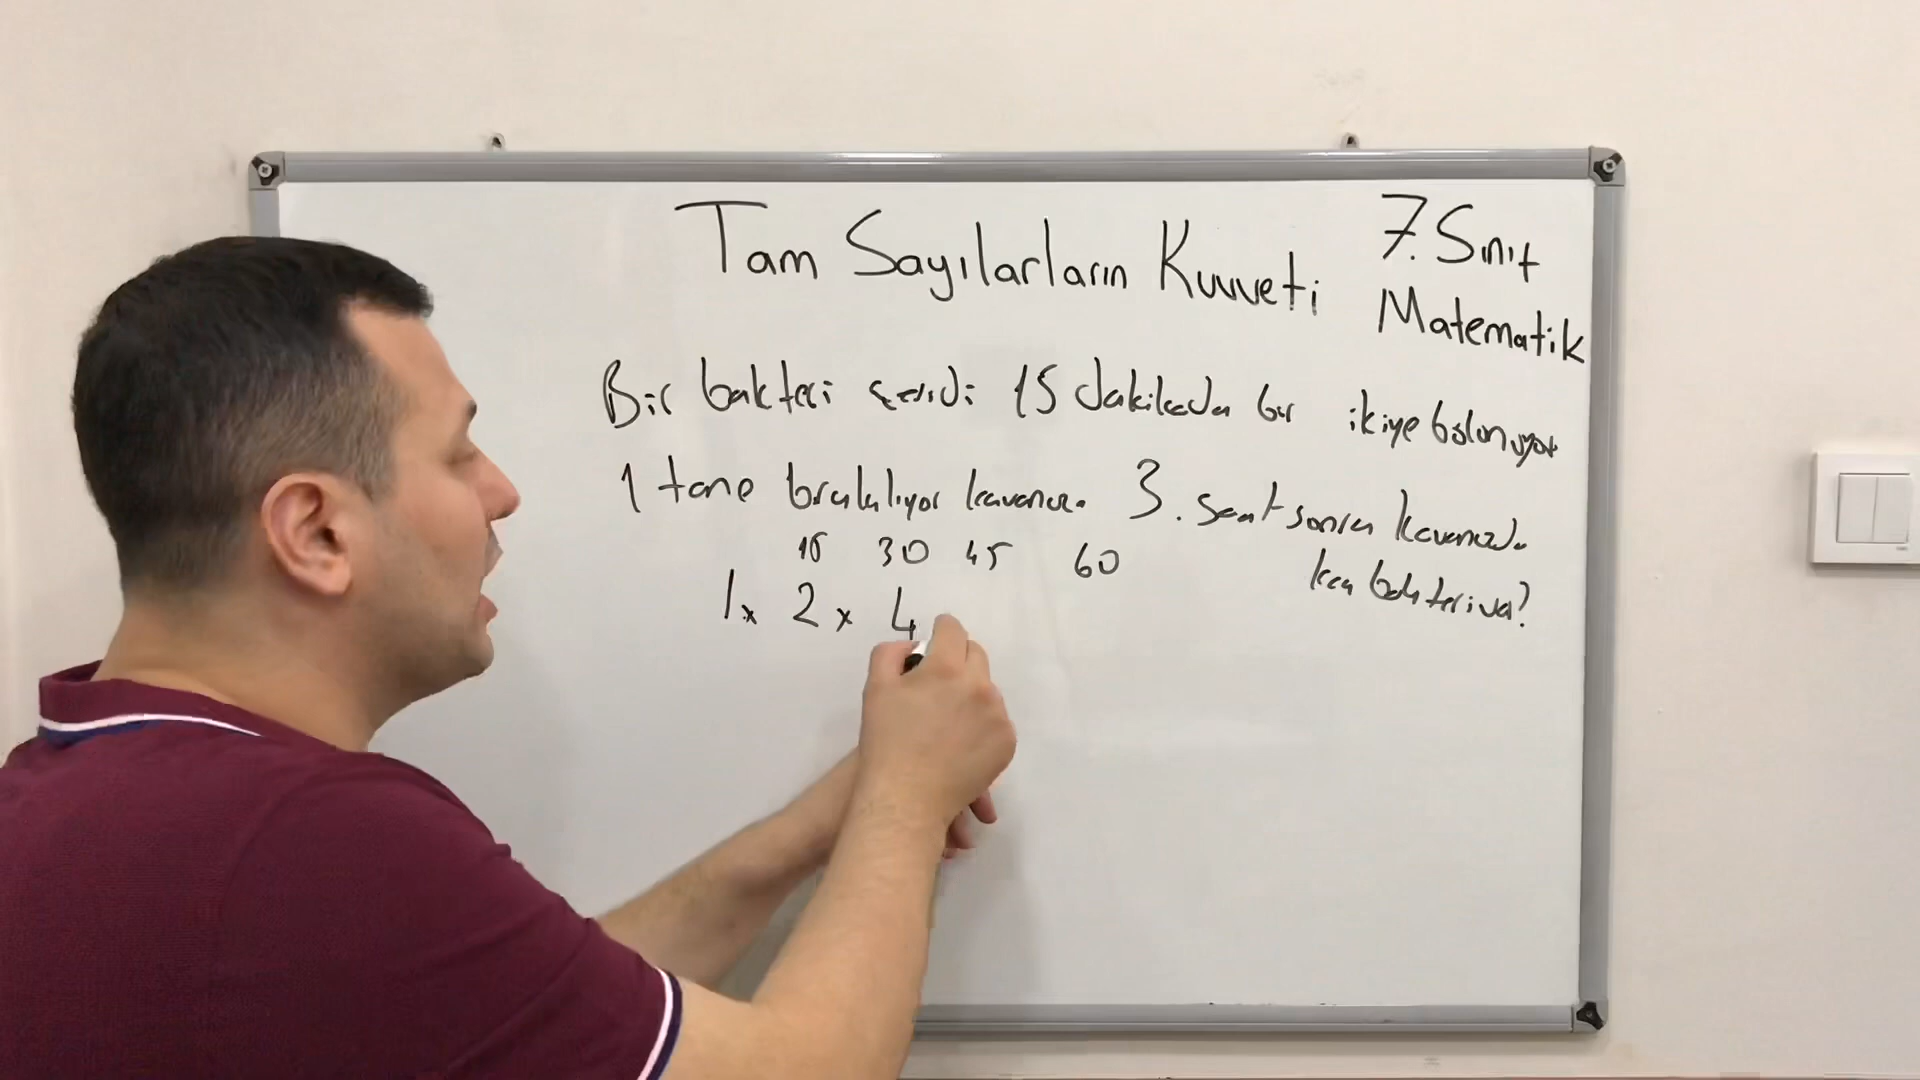 Tam Sayılarların Kuvveti
7. Sınıf
Matematik
Bir bakteri 15 dakikada bir ikiye bölünüyor
1 tane bırakılıyor kavanoza. 3. saat sonra kavanozda
kaç bakteri var?
15 30 45 60
1 x 2 x 4